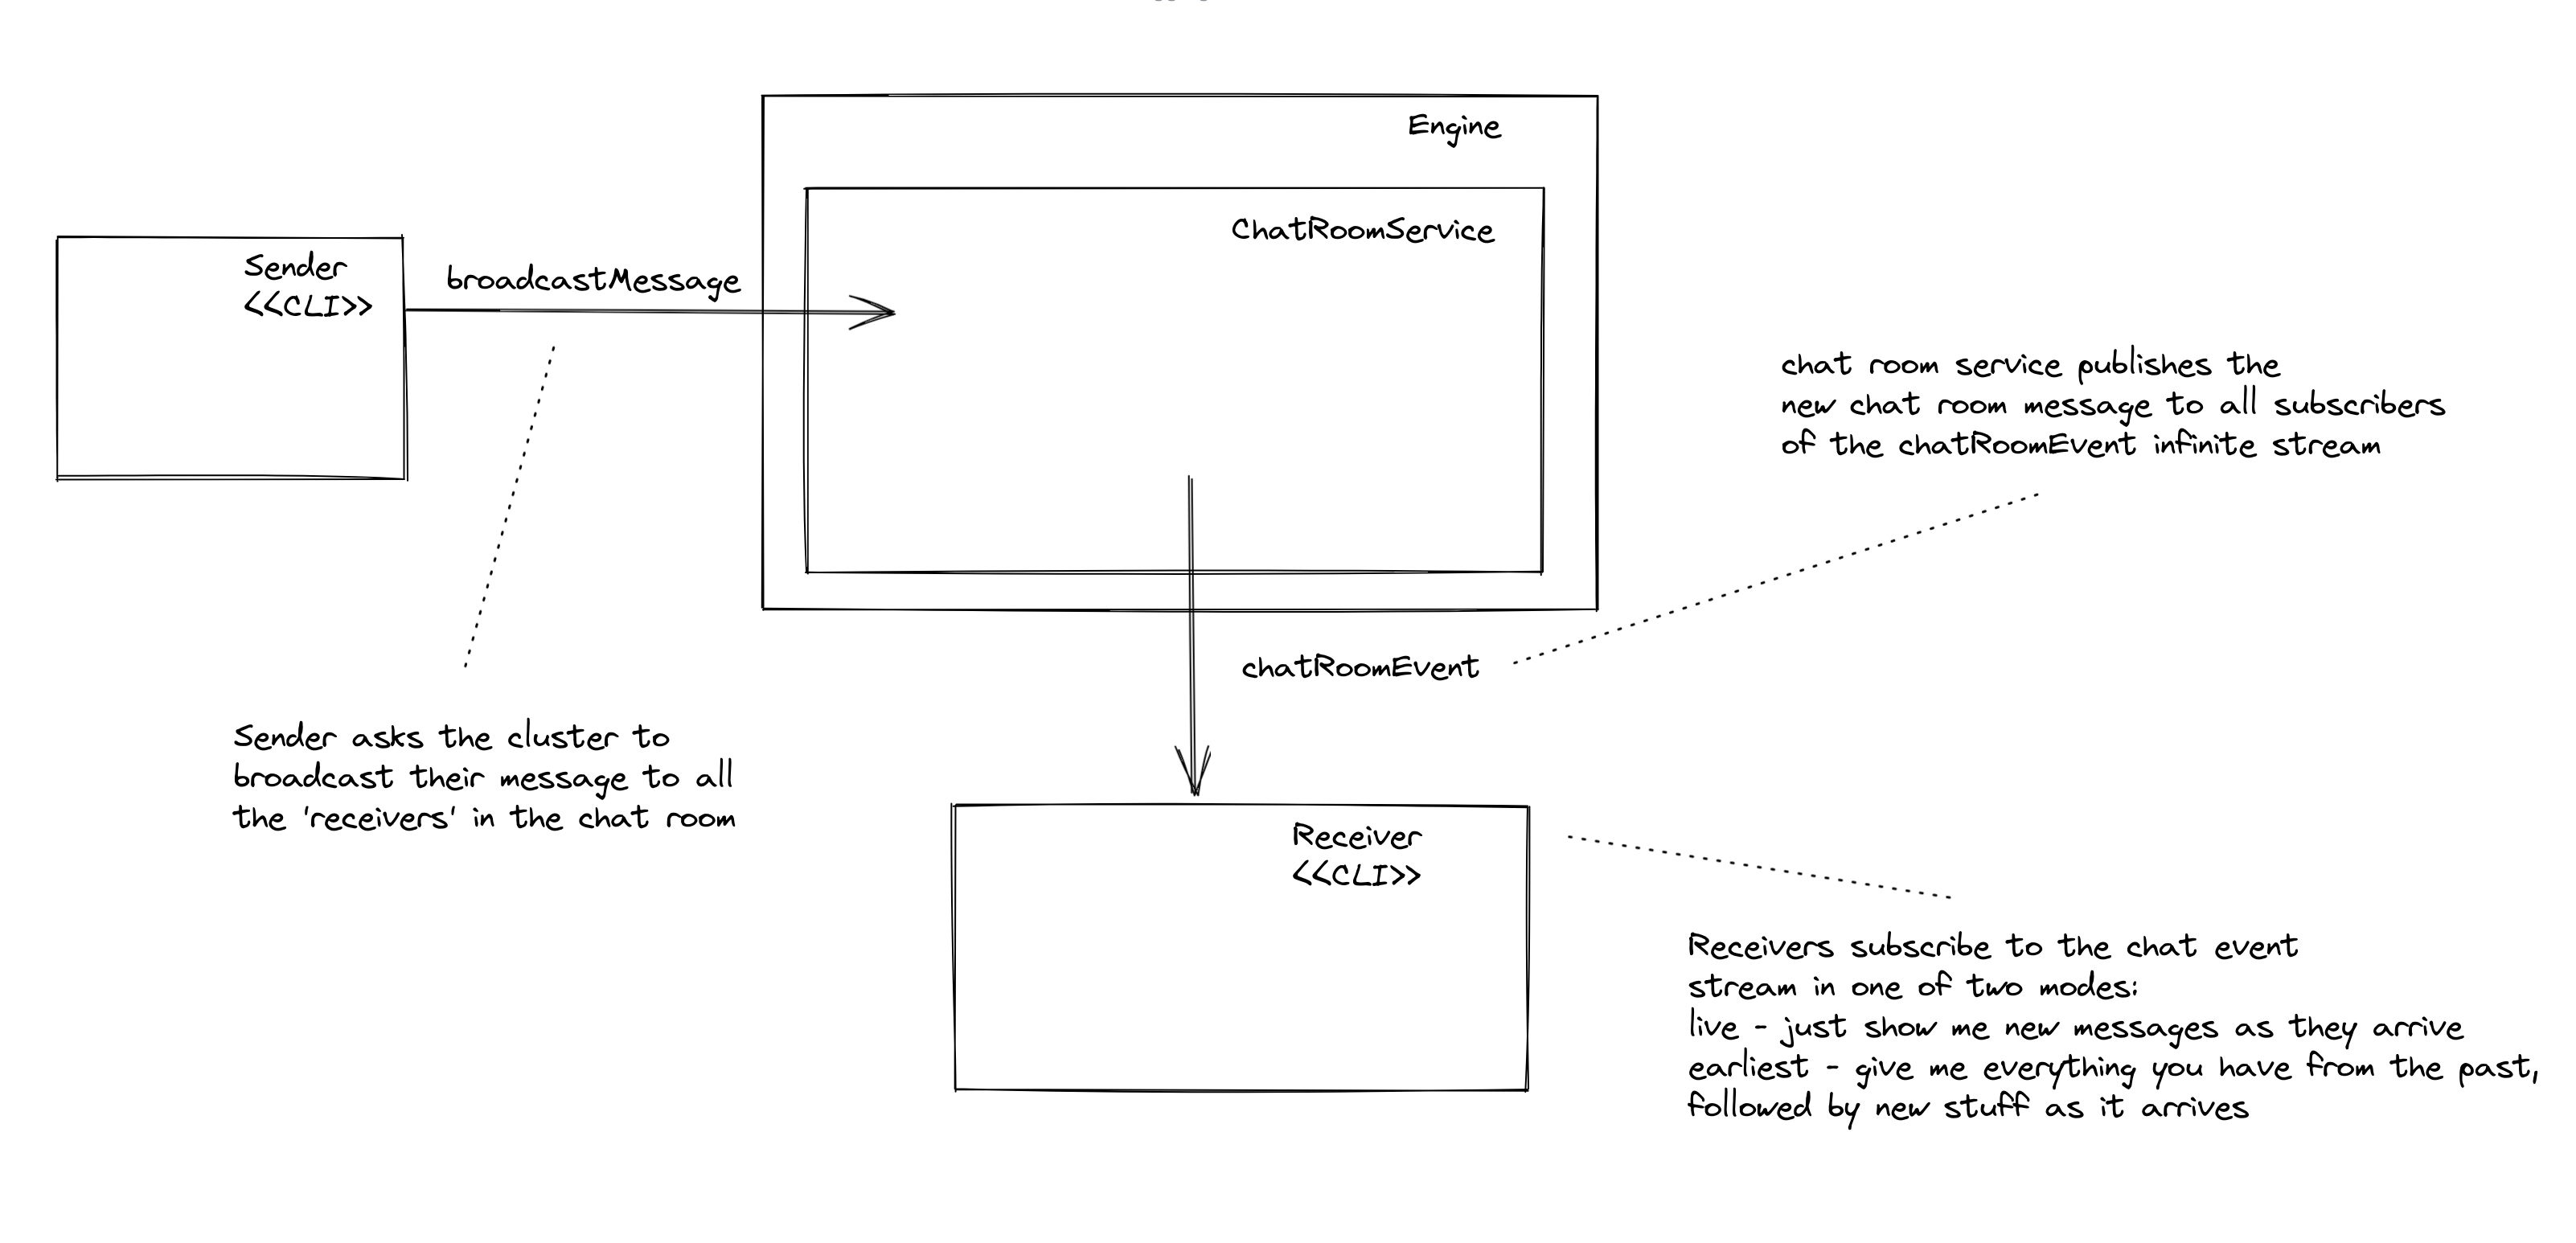 Engine
ChatRoomService
Sender
<<CLI>>
broadcastMessage
chat room service publishes the
new chat room message to all subscribers
of the chatRoomEvent infinite stream
chatRoomEvent
Sender asks the cluster to
broadcast their message to all
the 'receivers' in the chat room
Receiver
<<CLI>>
Receivers subscribe to the chat event
stream in one of two modes:
live - just show me new messages as they arrive
earliest - give me everything you have from the past,
followed by new stuff as it arrives